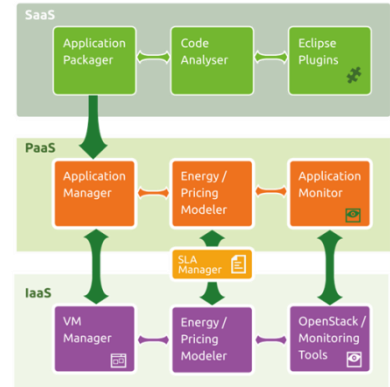 SaaS
Application
Packager
Code
Analyser
Eclipse
Plugins
PaaS
Application
Manager
Energy /
Pricing
Modeler
Application
Monitor
SLA
Manager
IaaS
VM
Manager
Energy /
Pricing
Modeler
OpenStack /
Monitoring
Tools